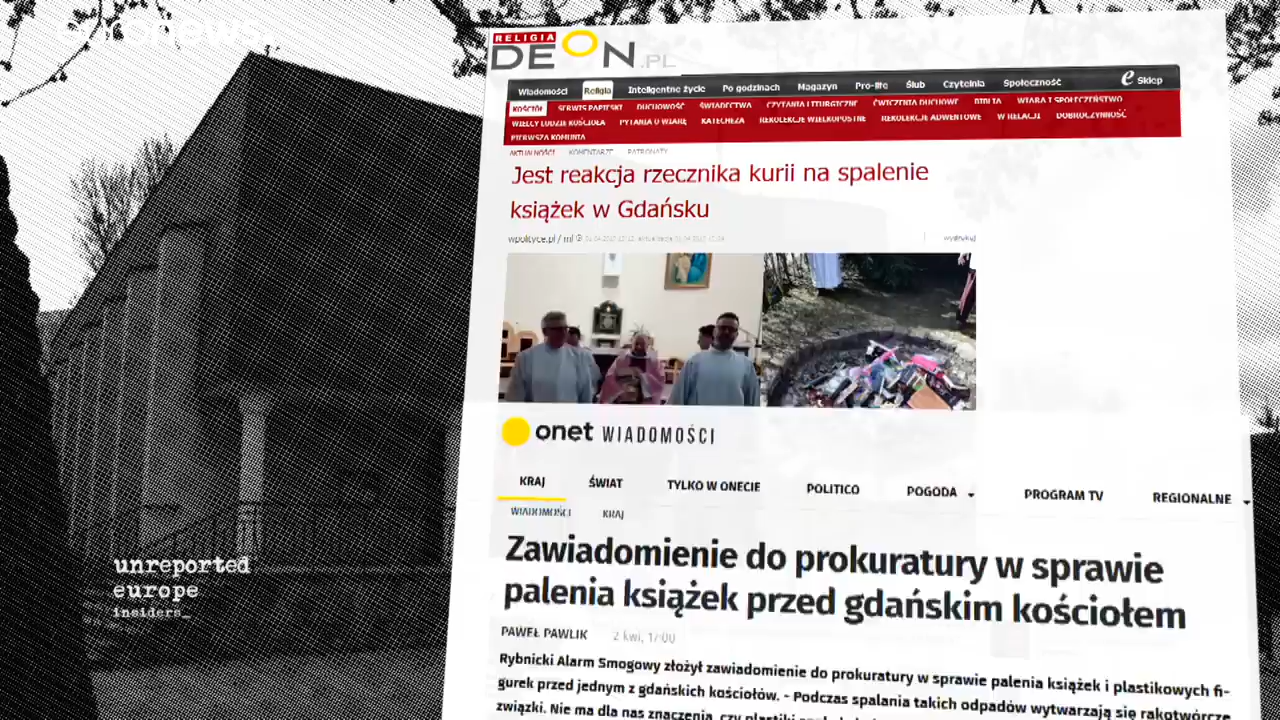 RELIGIA
DEON.PL
Wiadomości Religia Inteligentne życie Po godzinach Magazyn Pro-life Ślub Czytelnia Społeczność e Sklep
KOŚCIÓŁ SERWIS PAPIESKI DUCHOWOŚĆ ŚWIADECTWA CZYTANIA LITURGICZNE ĆWICZENIA DUCHOWE BIBLIA WIARA I SPOŁECZEŃSTWO
WIELCY LUDZIE KOŚCIOŁA PYTANIA O WIARĘ KATECHEZA REKOLEKCJE WIELKOPOSTNE REKOLEKCJE ADWENTOWE W RELACJI DOBROCZYNNOŚĆ
PIERWSZA KOMUNIA
AKTUALNOŚCI KOMENTARZE PATRONATY
Jest reakcja rzecznika kurii na spalenie
książek w Gdańsku
wpolityce.pl / ml
wydrukuj
onet WIADOMOŚCI
KRAJ ŚWIAT TYLKO W ONECIE POLITICO POGODA PROGRAM TV REGIONALNE
WIADOMOŚCI KRAJ
Zawiadomienie do prokuratury w sprawie
palenia książek przed gdańskim kościołem
PAWEŁ PAWLIK 2 kwi, 17:00
Rybnicki Alarm Smogowy złożył zawiadomienie do prokuratury w sprawie palenia książek i plastikowych fi-
gurek przed jednym z gdańskich kościołów. - Podczas spalania takich odpadów wytwarzają się rakotwórcze
związki. Nie ma dla nas znaczenia, czy plastiki
unreported
europe
insiders_